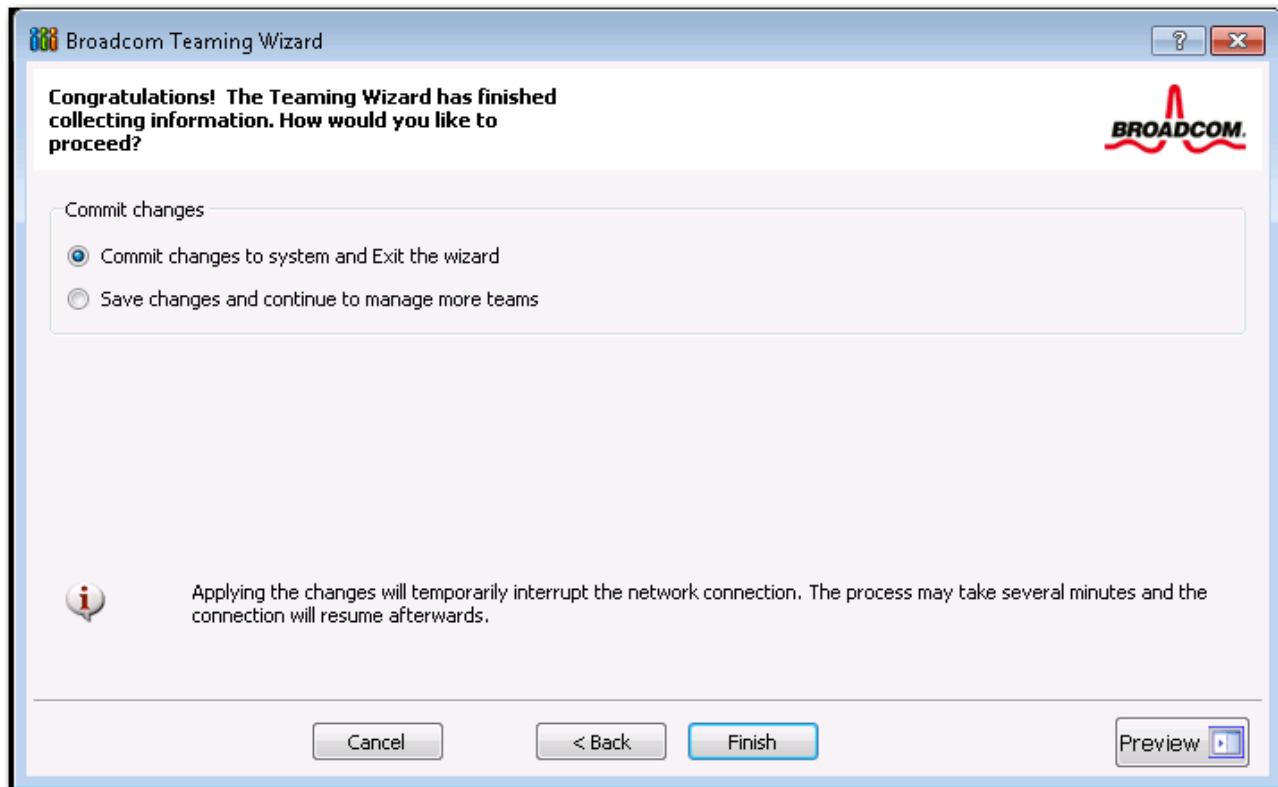 Broadcom Teaming Wizard
?
Congratulations! The Teaming Wizard has finished
collecting information. How would you like to
proceed?
BROADCOM.
Commit changes
Commit changes to system and Exit the wizard
Save changes and continue to manage more teams
Applying the changes will temporarily interrupt the network connection. The process may take several minutes and the
connection will resume afterwards.
Cancel
< Back
Finish
Preview